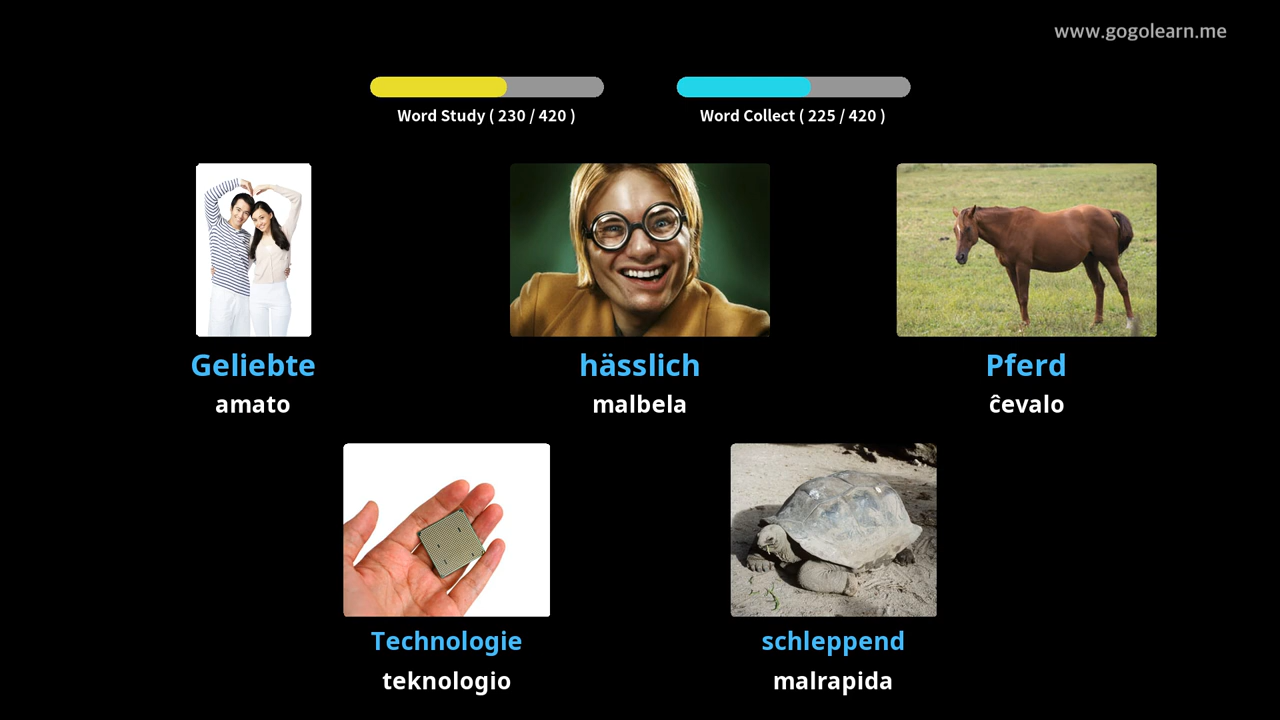 www.gogolearn.me
Word Study ( 230 / 420 )
Word Collect ( 225 / 420 )
Geliebte
amato
hässlich
malbela
Pferd
ĉevalo
Technologie
teknologio
schleppend
malrapida